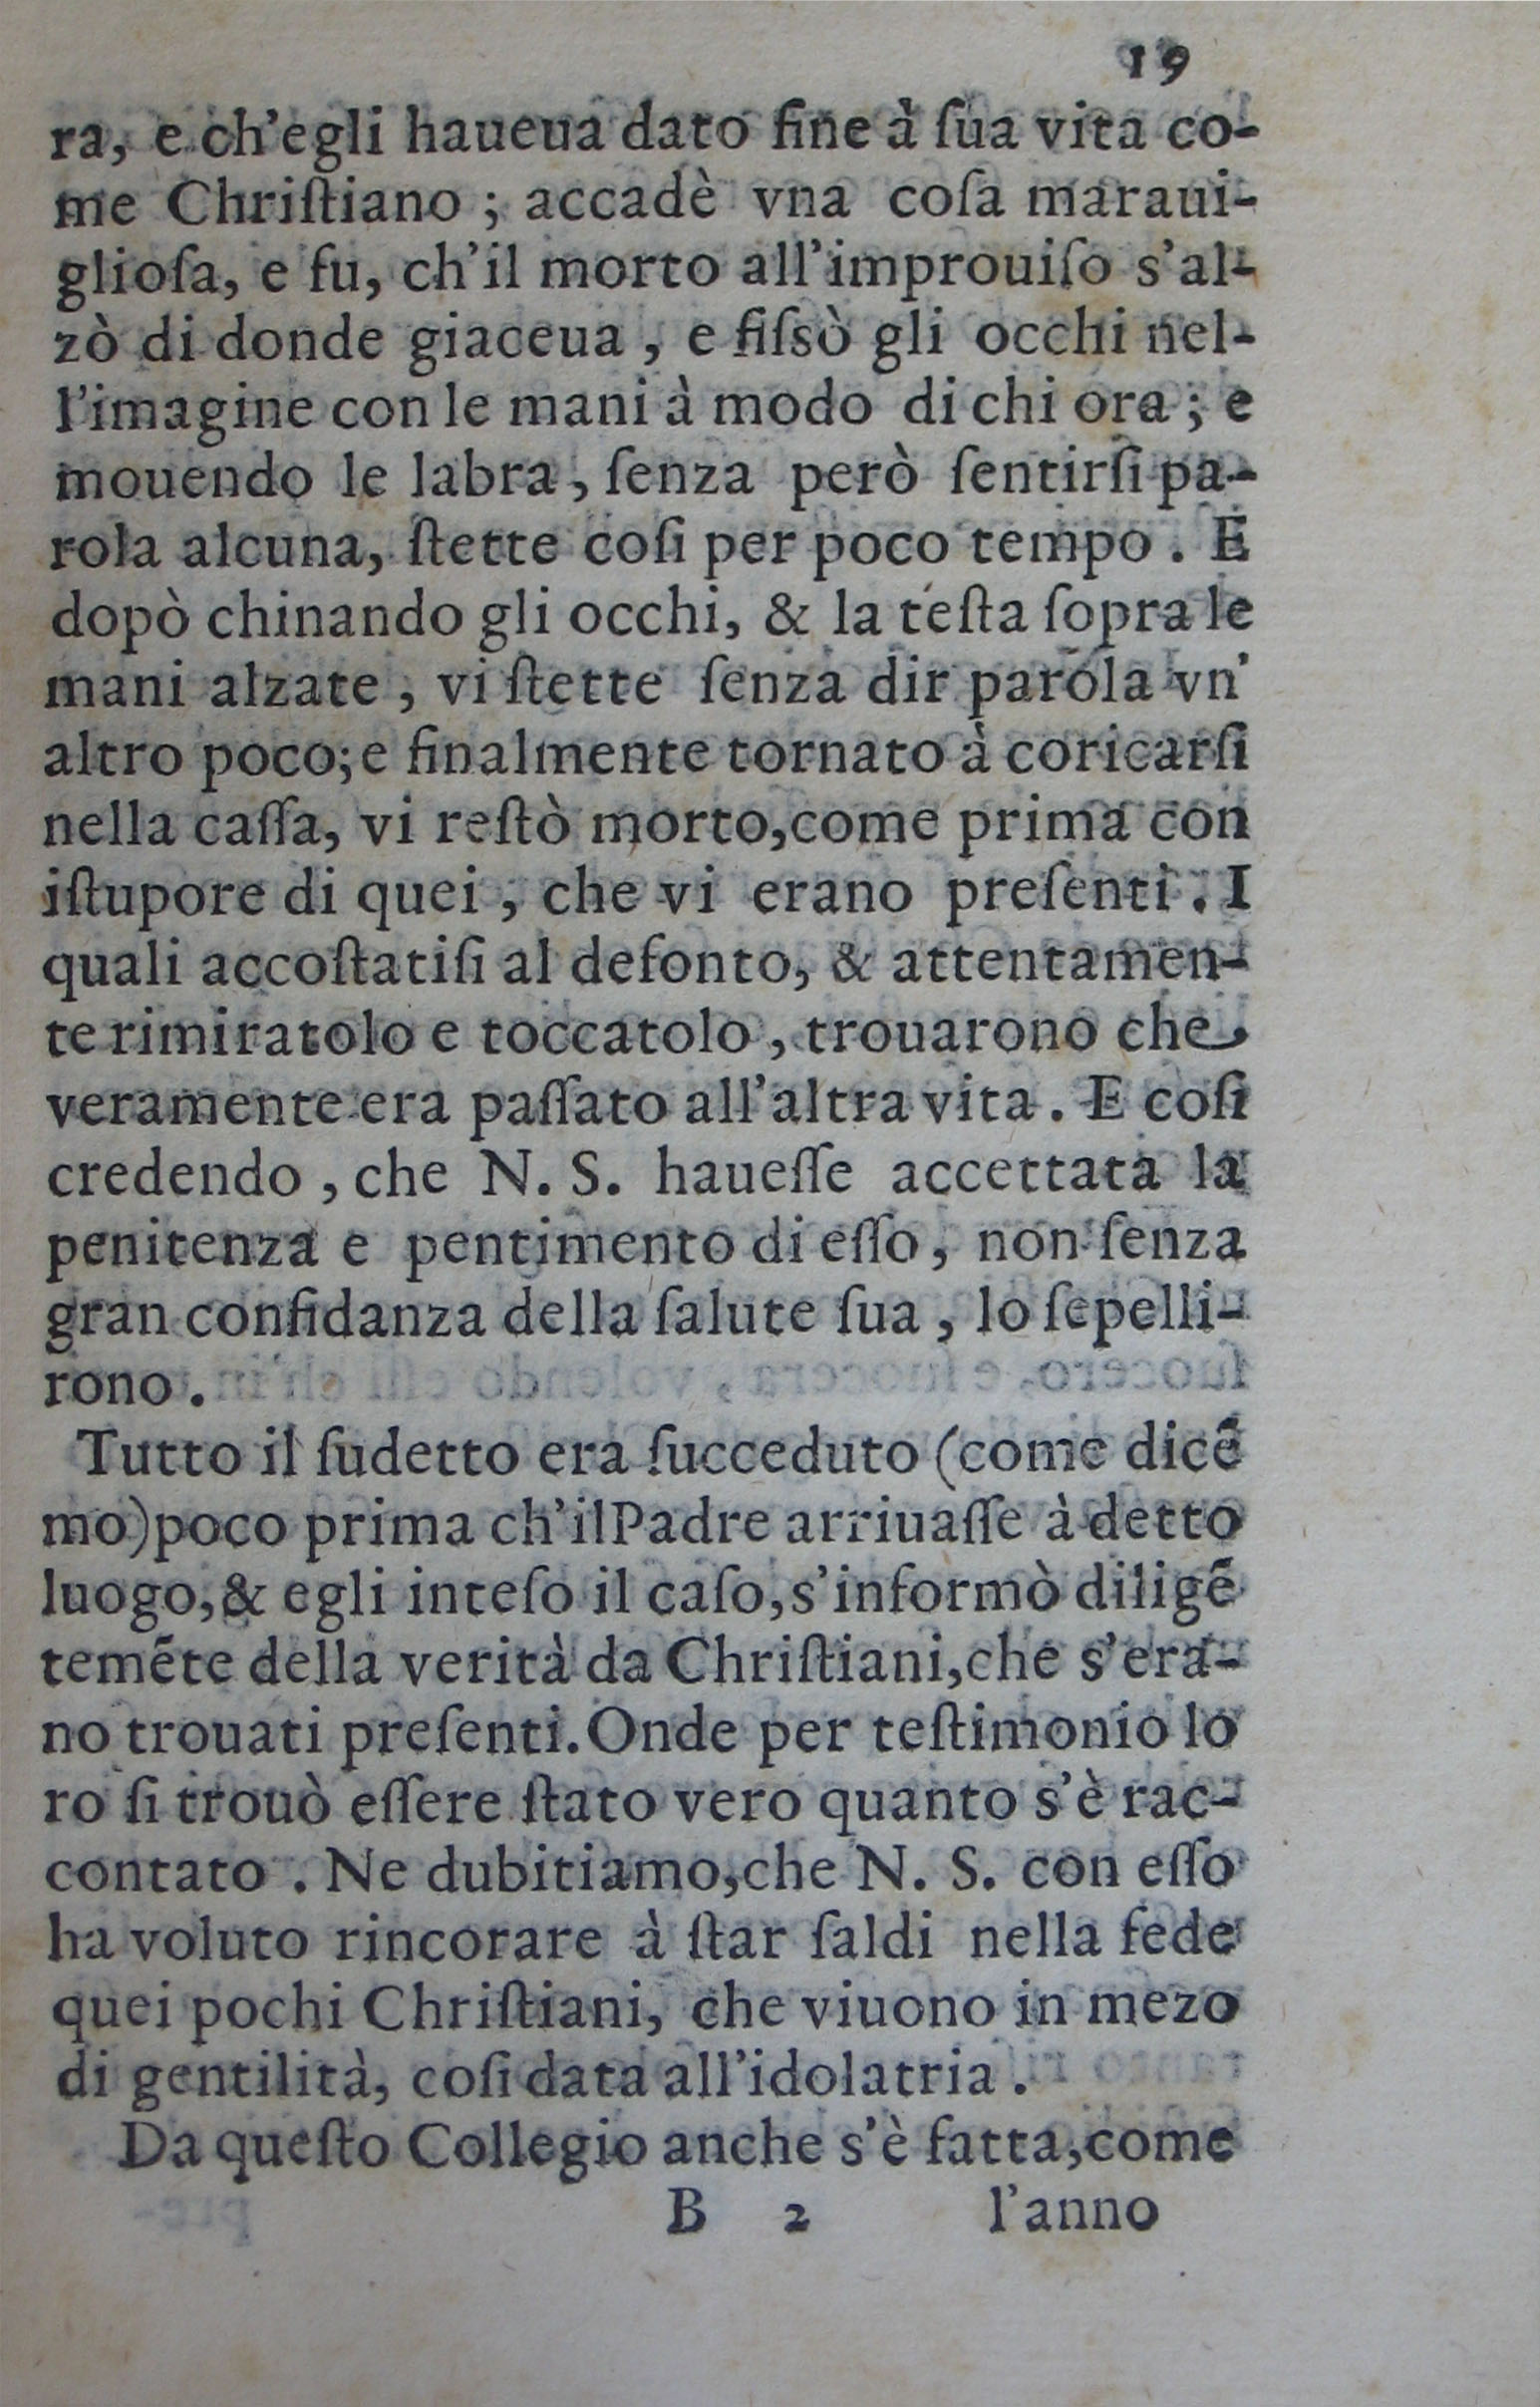 19
ra, e ch'egli haueua dato fine à ſua vita co-
me Chriſtiano ; accadè vna coſa maraui-
glioſa, e fu, ch'il morto all'improuiſo s'al-
zò di donde giaceua , e fiſsò gli occhi nel-
l'imagine con le mani à modo di chi ora ; e
mouendo le labra , ſenza però ſentirſi pa-
rola alcuna, ſtette coſi per poco tempo . E
dopò chinando gli occhi, & la teſta ſopra le
mani alzate , vi ſtette ſenza dir parola vn'
altro poco; e finalmente tornato à coricarſi
nella caſſa, vi reſtò morto,come prima con
iſtupore di quei , che vi erano preſenti . I
quali accoſtatiſi al defonto, & attentamen-
te rimiratolo e toccatolo , trouarono che
veramente era paſſato all'altra vita . E coſi
credendo , che N. S. haueſſe accettata la
penitenza e pentimento di eſſo , non ſenza
gran confidanza della ſalute ſua , lo ſepelli-
rono .
Tutto il ſudetto era ſucceduto (come dicē
mo) poco prima ch'il Padre arriuaſſe à detto
luogo,& egli inteſo il caſo,s'informò diligē
temēte della verità da Chriſtiani,che s'era-
no trouati preſenti. Onde per teſtimonio lo
ro ſi trouò eſſere ſtato vero quanto s'è rac-
contato . Ne dubitiamo,che N. S. con eſſo
ha voluto rincorare à ſtar ſaldi nella fede
quei pochi Chriſtiani, che viuono in mezo
di gentilità, coſi data all'idolatria .
Da queſto Collegio anche s'è fatta,come
B 2 l'anno